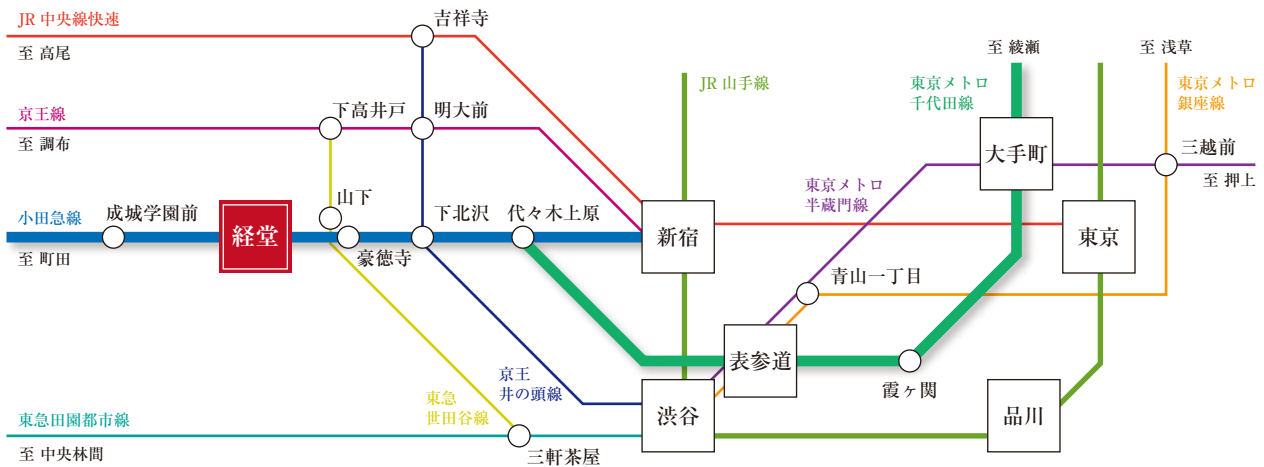 JR 中央線快速
至 高尾
吉祥寺
至 綾瀬
至 浅草
JR 山手線
東京メトロ
千代田線
東京メトロ
銀座線
京王線
至 調布
下高井戸
明大前
大手町
三越前
至 押上
東京メトロ
半蔵門線
小田急線
至 町田
成城学園前
経堂
山下
豪徳寺
下北沢
代々木上原
新宿
東京
青山一丁目
表参道
霞ヶ関
京王
井の頭線
東急
世田谷線
渋谷
品川
東急田園都市線
至 中央林間
三軒茶屋